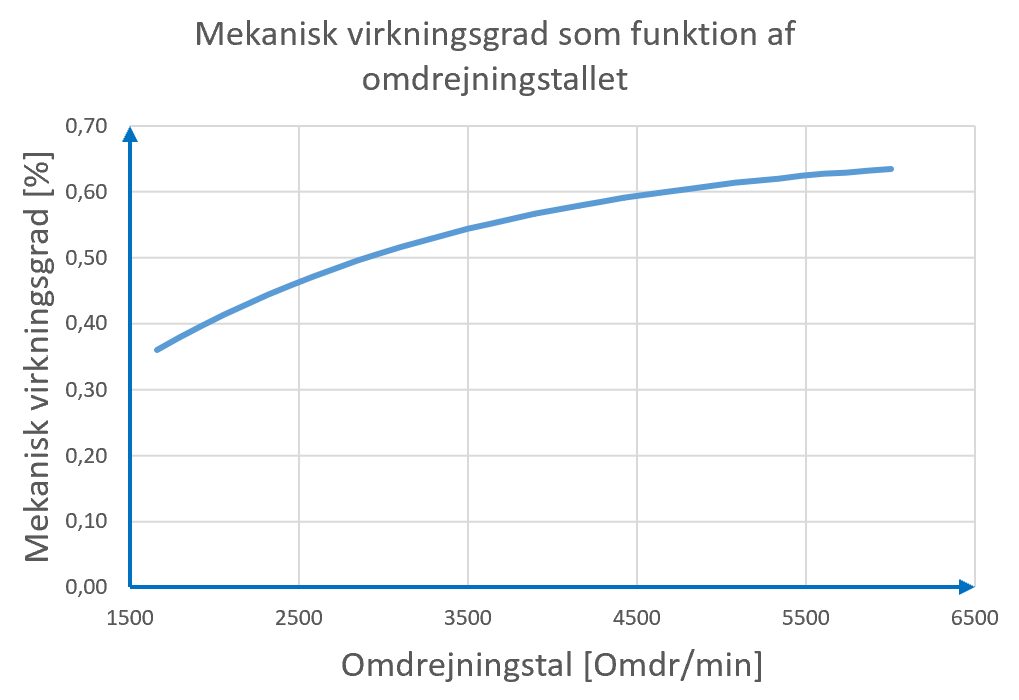 Mekanisk virkningsgrad som funktion af
omdrejningstallet
Mekanisk virkningsgrad [%]
0,70
0,60
0,50
0,40
0,30
0,20
0,10
0,00
1500 2500 3500 4500 5500 6500
Omdrejningstal [Omdr/min]